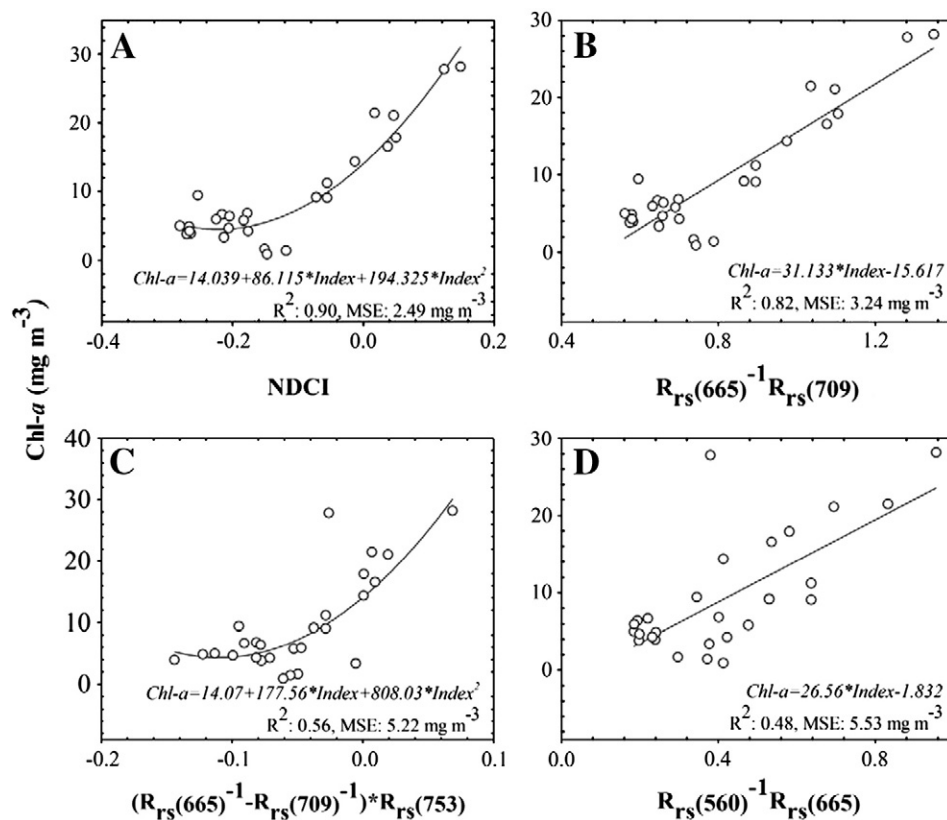 A
B
30
20
10
0
Chl-a=14.039+86.115*Index+194.325*Index²
R²: 0.90, MSE: 2.49 mg m⁻³
-0.4 -0.2 0.0 0.2
NDCI
30
20
10
0
Chl-a=31.133*Index-15.617
R²: 0.82, MSE: 3.24 mg m⁻³
0.4 0.8 1.2
Rrs(665)⁻¹Rrs(709)
Chl-a (mg m⁻³)
C
D
40
30
20
10
0
Chl-a=14.07+177.56*Index+808.03*Index²
R²: 0.56, MSE: 5.22 mg m⁻³
-0.2 -0.1 0.0 0.1
(Rrs(665)⁻¹-Rrs(709)⁻¹)*Rrs(753)
30
20
10
0
Chl-a=26.56*Index-1.832
R²: 0.48, MSE: 5.53 mg m⁻³
0.0 0.4 0.8
Rrs(560)⁻¹Rrs(665)